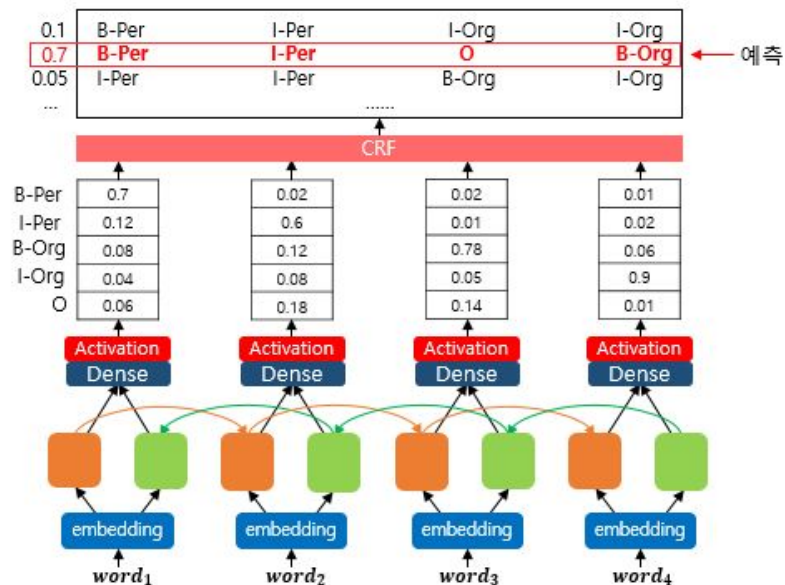 0.1 B-Per I-Per I-Org I-Org
0.7 B-Per I-Per O B-Org 예측
0.05 I-Per I-Per B-Org I-Org
... ......
CRF
B-Per 0.7 0.02 0.02 0.01
I-Per 0.12 0.6 0.01 0.02
B-Org 0.08 0.12 0.78 0.06
I-Org 0.04 0.08 0.05 0.9
O 0.06 0.18 0.14 0.01
Activation Activation Activation Activation
Dense Dense Dense Dense
embedding embedding embedding embedding
word₁ word₂ word₃ word₄